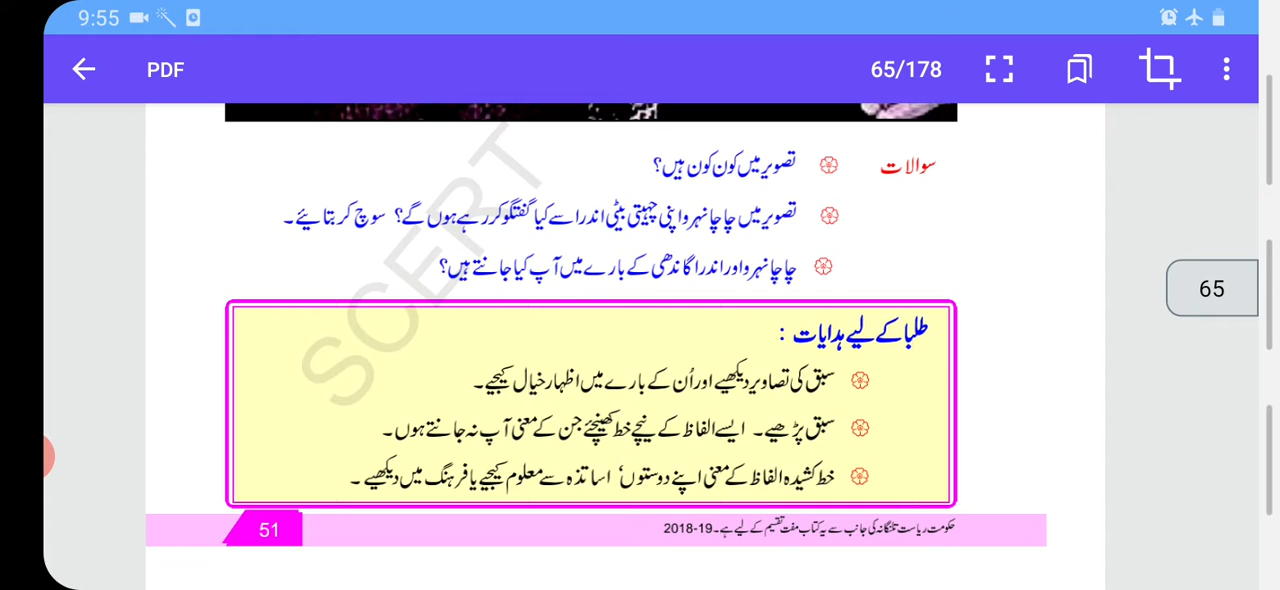 9:55
PDF
65/178
سوالات
تصویر میں کون کون ہیں؟
تصویر میں چاچا نہرو اپنی چہیتی بیٹی اندرا سے کیا گفتگو کر رہے ہوں گے؟ سوچ کر بتائیے۔
چاچا نہرو اور اندرا گاندھی کے بارے میں آپ کیا جانتے ہیں؟
65
SCERT
طلبا کے لیے ہدایات :
سبق کی تصاویر دیکھیے اور اُن کے بارے میں اظہار خیال کیجیے۔
سبق پڑھیے۔ ایسے الفاظ کے نیچے خط کھینچئے جن کے معنی آپ نہ جانتے ہوں۔
خط کشیدہ الفاظ کے معنی اپنے دوستوں‘ اساتذہ سے معلوم کیجیے یا فرہنگ میں دیکھیے۔
حکومت ریاست تلنگانہ کی جانب سے یہ کتاب مفت تقسیم کے لیے ہے۔ 2018-19
51